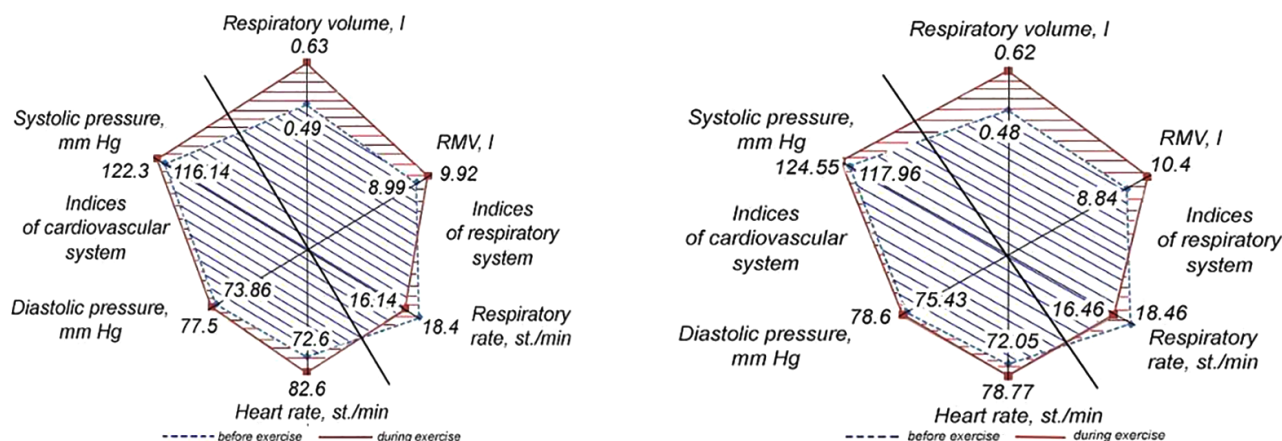 Respiratory volume, l
0.63
Systolic pressure,
mm Hg
122.3
116.14
0.49
RMV, l
9.92
8.99
Indices
of cardiovascular
system
Indices
of respiratory
system
Diastolic pressure,
mm Hg
77.5
73.86
16.14
18.4
Respiratory
rate, st./min
72.6
82.6
Heart rate, st./min
before exercise
during exercise
Respiratory volume, l
0.62
Systolic pressure,
mm Hg
124.55
117.96
0.48
RMV, l
10.4
8.84
Indices
of cardiovascular
system
Indices
of respiratory
system
Diastolic pressure,
mm Hg
78.6
75.43
16.46
18.46
Respiratory
rate, st./min
72.05
78.77
Heart rate, st./min
before exercise
during exercise